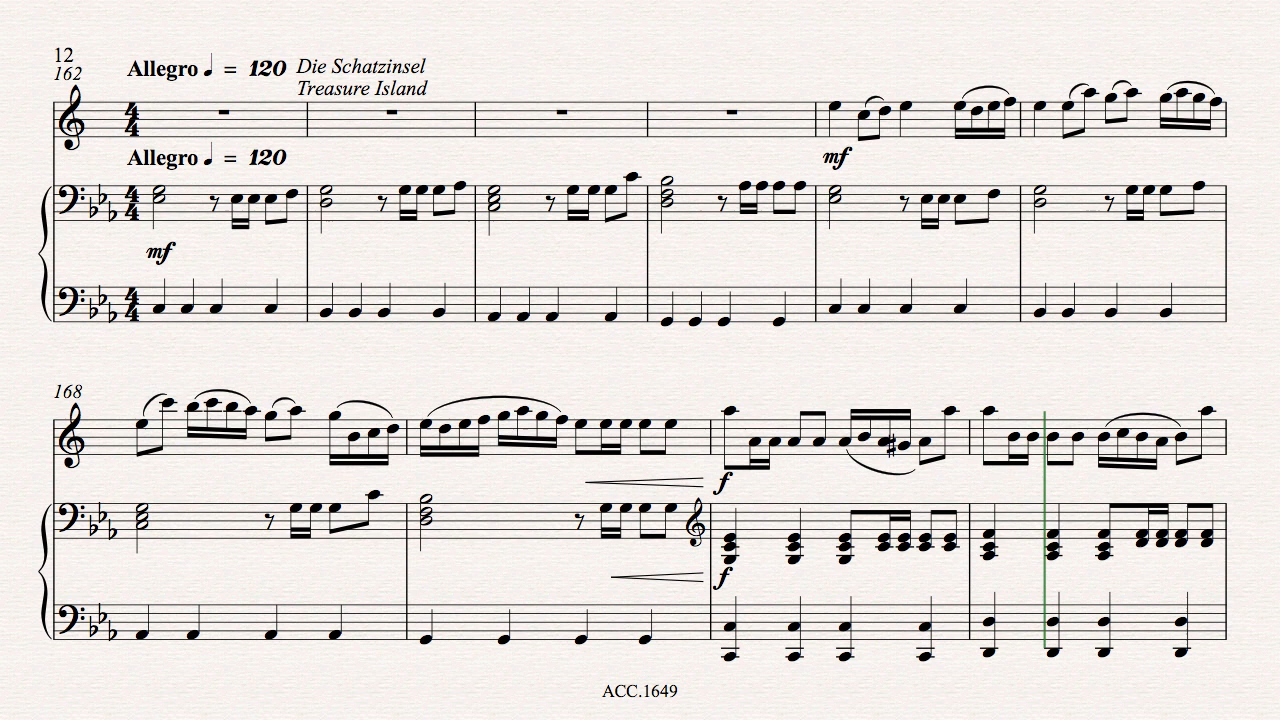 12
162
Allegro ♩ = 120
Die Schatzinsel
Treasure Island
Allegro ♩ = 120
mf
mf
168
f
f
ACC.1649